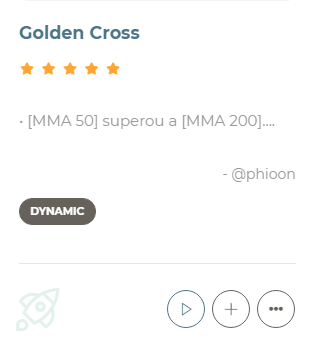 Golden Cross
• [MMA 50] superou a [MMA 200]....
- @phioon
DYNAMIC